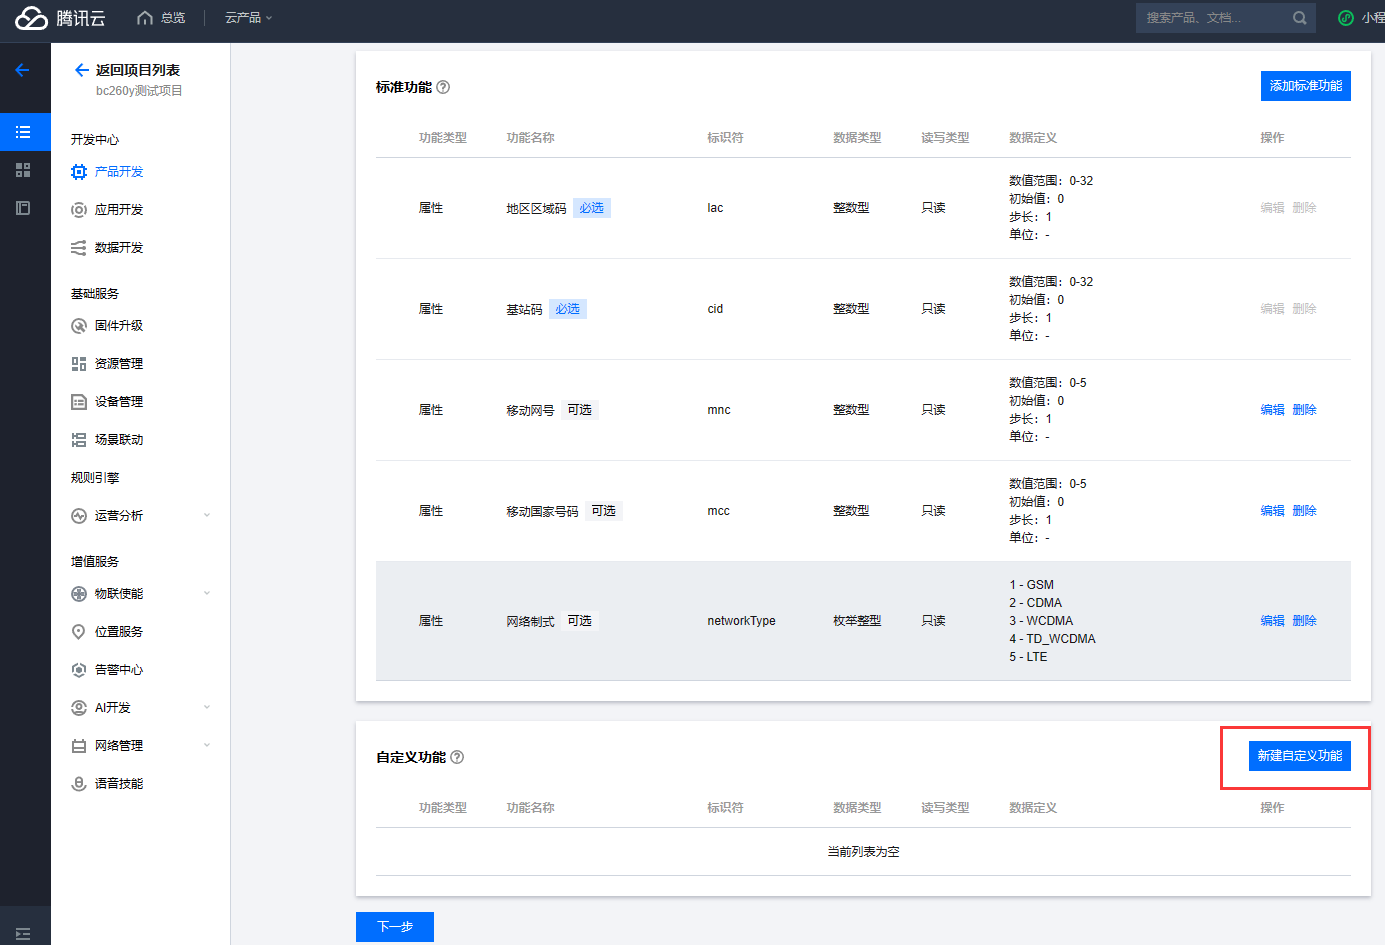 腾讯云 总览 云产品 搜索产品、文档... 小程
返回项目列表
bc260y测试项目
开发中心
产品开发
应用开发
数据开发
基础服务
固件升级
资源管理
设备管理
场景联动
规则引擎
运营分析
增值服务
物联使能
位置服务
告警中心
AI开发
网络管理
语音技能
标准功能 添加标准功能
功能类型 功能名称 标识符 数据类型 读写类型 数据定义 操作
属性 地区区域码 必选 lac 整数型 只读 数值范围：0-32
初始值：0
步长：1
单位：-
编辑 删除
属性 基站码 必选 cid 整数型 只读 数值范围：0-32
初始值：0
步长：1
单位：-
编辑 删除
属性 移动网号 可选 mnc 整数型 只读 数值范围：0-5
初始值：0
步长：1
单位：-
编辑 删除
属性 移动国家号码 可选 mcc 整数型 只读 数值范围：0-5
初始值：0
步长：1
单位：-
编辑 删除
属性 网络制式 可选 networkType 枚举整型 只读 1 - GSM
2 - CDMA
3 - WCDMA
4 - TD_WCDMA
5 - LTE
编辑 删除
自定义功能 新建自定义功能
功能类型 功能名称 标识符 数据类型 读写类型 数据定义 操作
当前列表为空
下一步